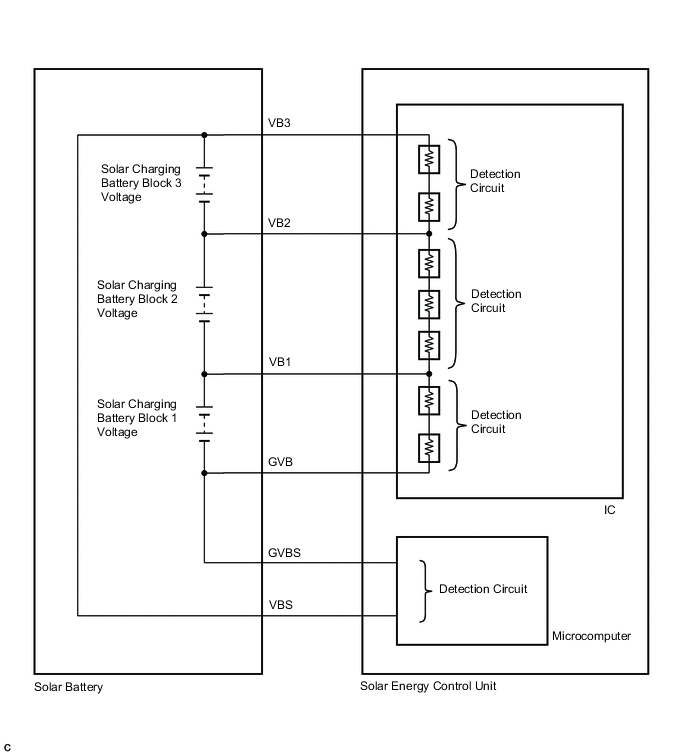 VB3
Solar Charging
Battery Block 3
Voltage
Detection
Circuit
VB2
Solar Charging
Battery Block 2
Voltage
Detection
Circuit
VB1
Solar Charging
Battery Block 1
Voltage
Detection
Circuit
GVB
IC
GVBS
Detection Circuit
VBS
Microcomputer
Solar Battery
Solar Energy Control Unit
C